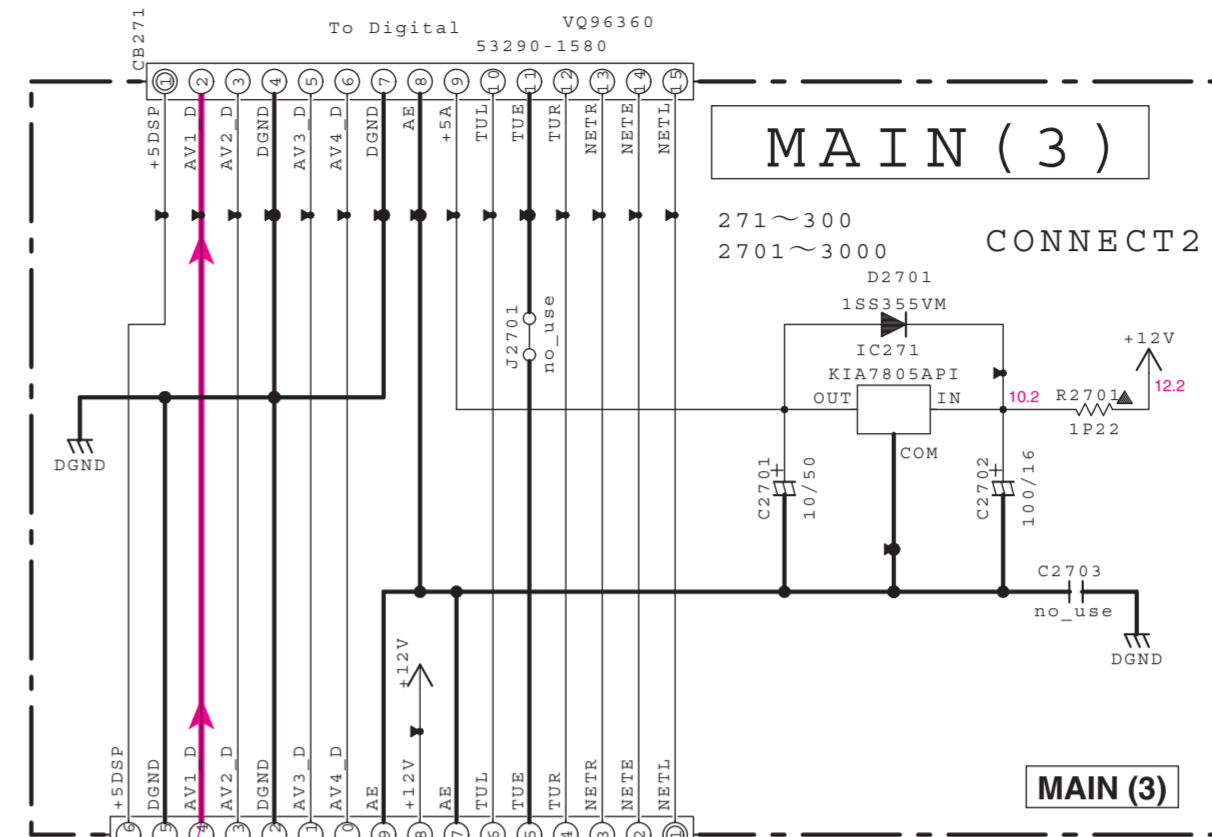 CB271
To Digital
VQ96360
53290-1580
1 2 3 4 5 6 7 8 9 10 11 12 13 14 15
+5DSP
AV1_D
AV2_D
DGND
AV3_D
AV4_D
DGND
AE
+5A
TUL
TUE
TUR
NETR
NETE
NETL
MAIN(3)
271～300
2701～3000
CONNECT2
D2701
1SS355VM
IC271
KIA7805API
OUT
IN
COM
10.2
R2701
1P22
+12V
12.2
J2701
no_use
DGND
C2701
+
10/50
C2702
+
100/16
C2703
no_use
DGND
+12V
+5DSP
DGND
AV1_D
AV2_D
DGND
AV3_D
AV4_D
AE
+12V
AE
TUL
TUE
TUR
NETR
NETE
NETL
MAIN (3)